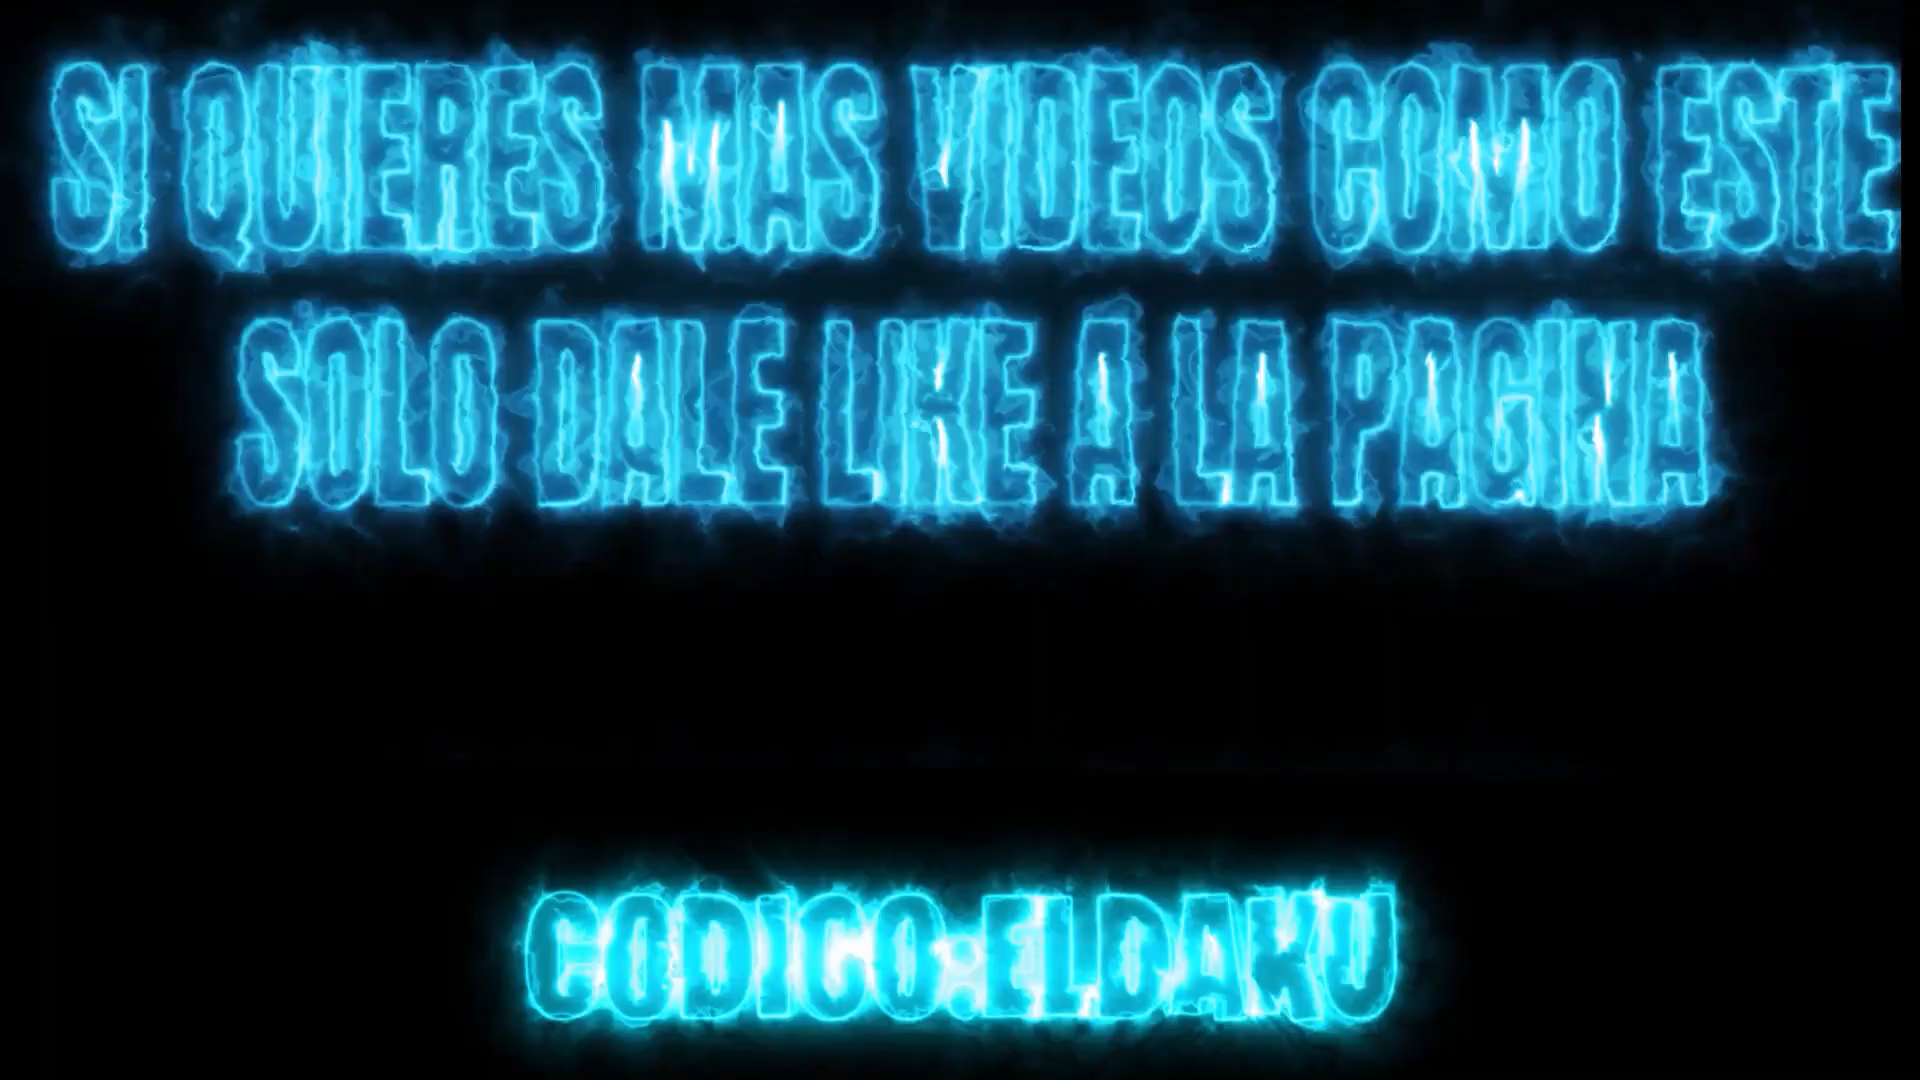 SI QUIERES MAS VIDEOS COMO ESTE
SOLO DALE LIKE A LA PAGINA
CODIGO:ELDAKU